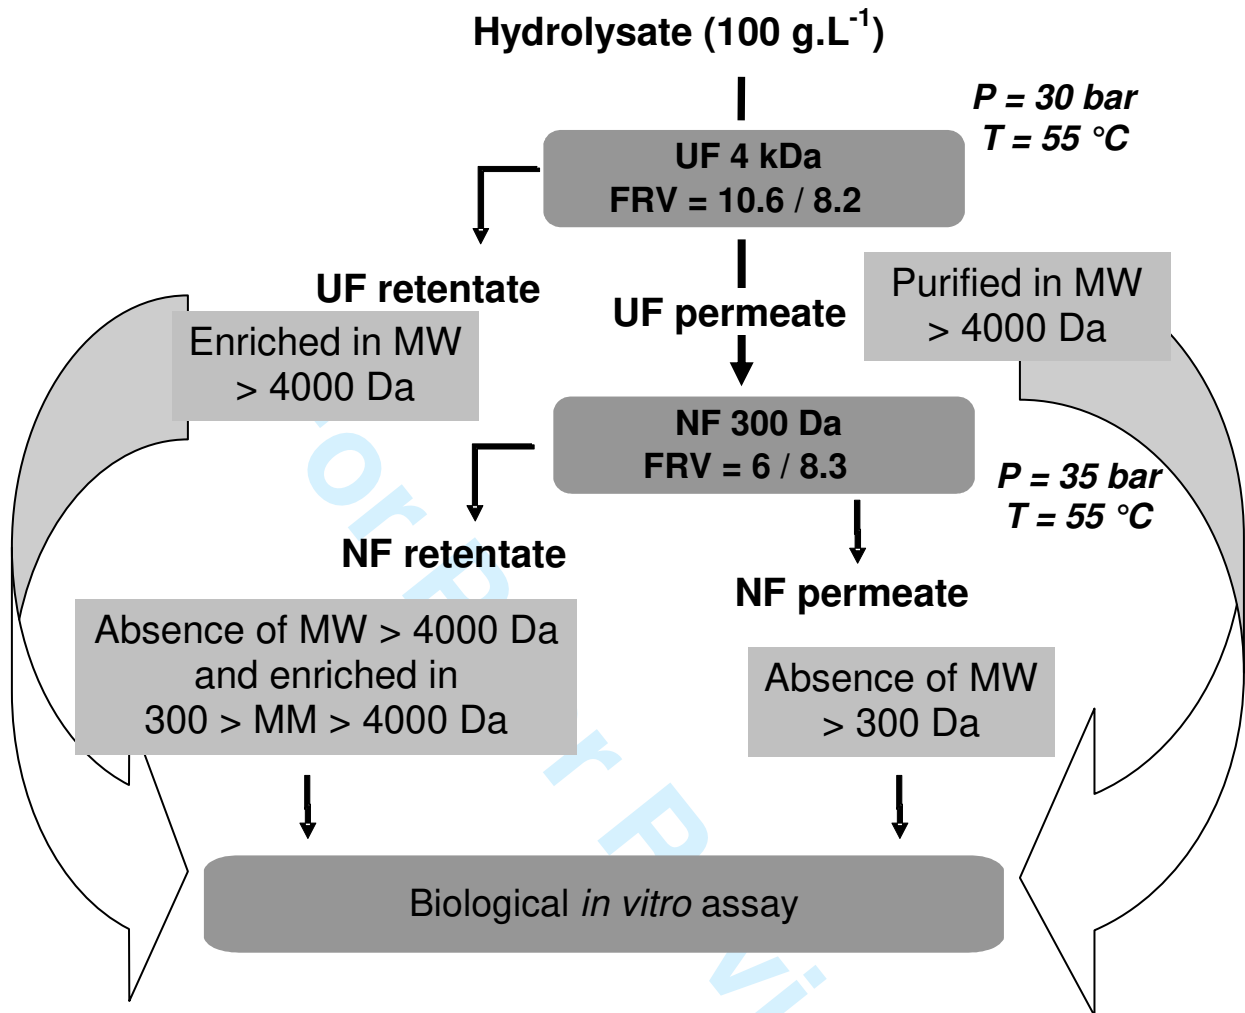 Hydrolysate (100 g.L-1)
P = 30 bar
T = 55 °C
UF 4 kDa
FRV = 10.6 / 8.2
UF retentate
Enriched in MW
> 4000 Da
UF permeate
Purified in MW
> 4000 Da
NF 300 Da
FRV = 6 / 8.3
P = 35 bar
T = 55 °C
NF retentate
NF permeate
Absence of MW > 4000 Da
and enriched in
300 > MM > 4000 Da
Absence of MW
> 300 Da
Biological in vitro assay